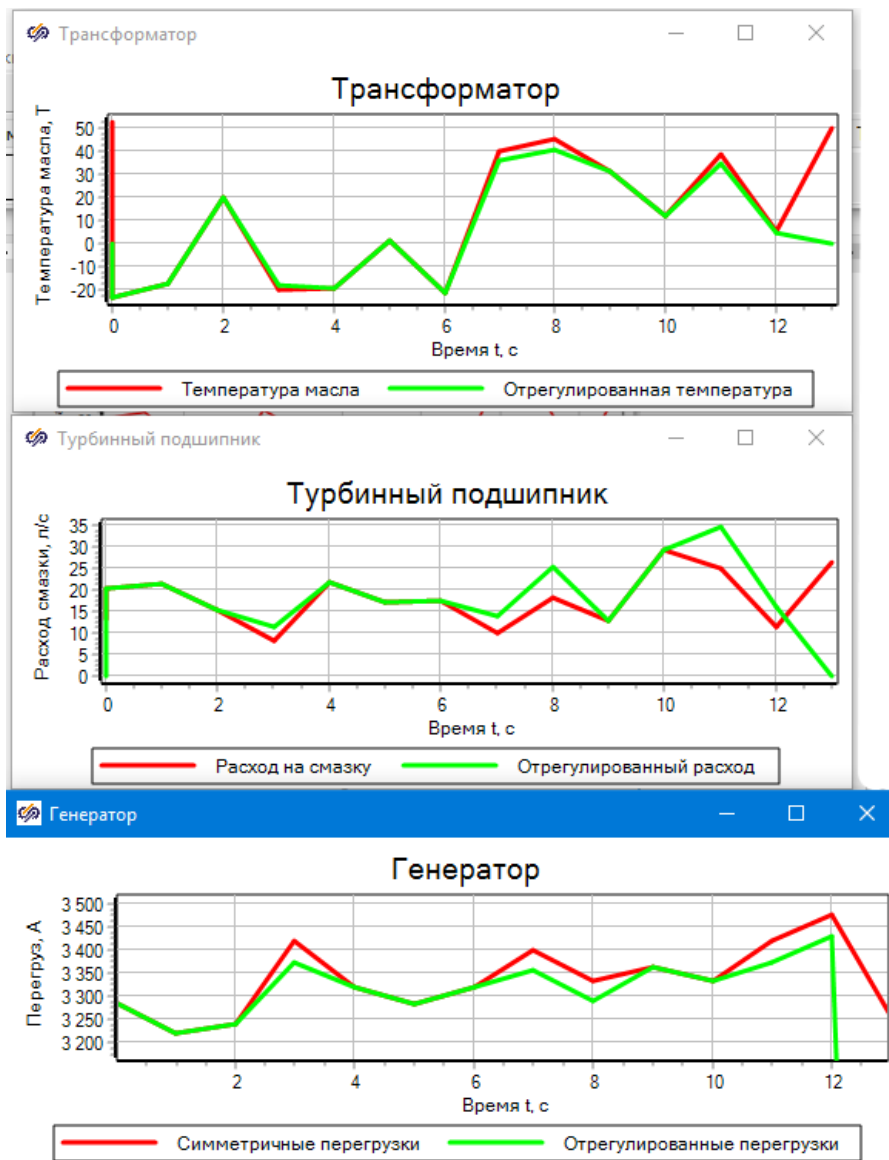 Трансформатор
Трансформатор
Температура масла, Т
50
40
30
20
10
0
-10
-20
0 2 4 6 8 10 12
Время t, с
Температура масла Отрегулированная температура
Турбинный подшипник
Турбинный подшипник
Расход смазки, л/с
35
30
25
20
15
10
5
0
0 2 4 6 8 10 12
Время t, с
Расход на смазку Отрегулированный расход
Генератор
Генератор
Перегруз, А
3 500
3 450
3 400
3 350
3 300
3 250
3 200
2 4 6 8 10 12
Время t, с
Симметричные перегрузки Отрегулированные перегрузки